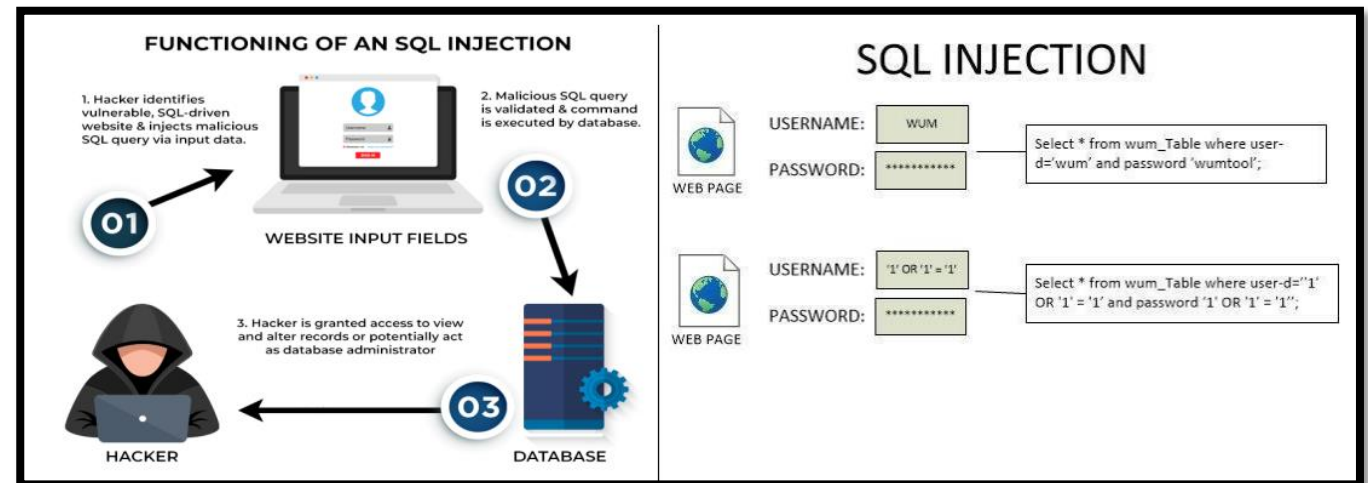 FUNCTIONING OF AN SQL INJECTION
1. Hacker identifies
vulnerable, SQL-driven
website & injects malicious
SQL query via input data.
2. Malicious SQL query
is validated & command
is executed by database.
01
02
WEBSITE INPUT FIELDS
3. Hacker is granted access to view
and alter records or potentially act
as database administrator
03
HACKER
DATABASE
SQL INJECTION
USERNAME:
WUM
PASSWORD:
***********
WEB PAGE
Select * from wum_Table where user-
d='wum' and password 'wumtool';
USERNAME:
'1' OR '1' = '1'
PASSWORD:
***********
WEB PAGE
Select * from wum_Table where user-d=''1'
OR '1' = '1' and password '1' OR '1' = '1'';